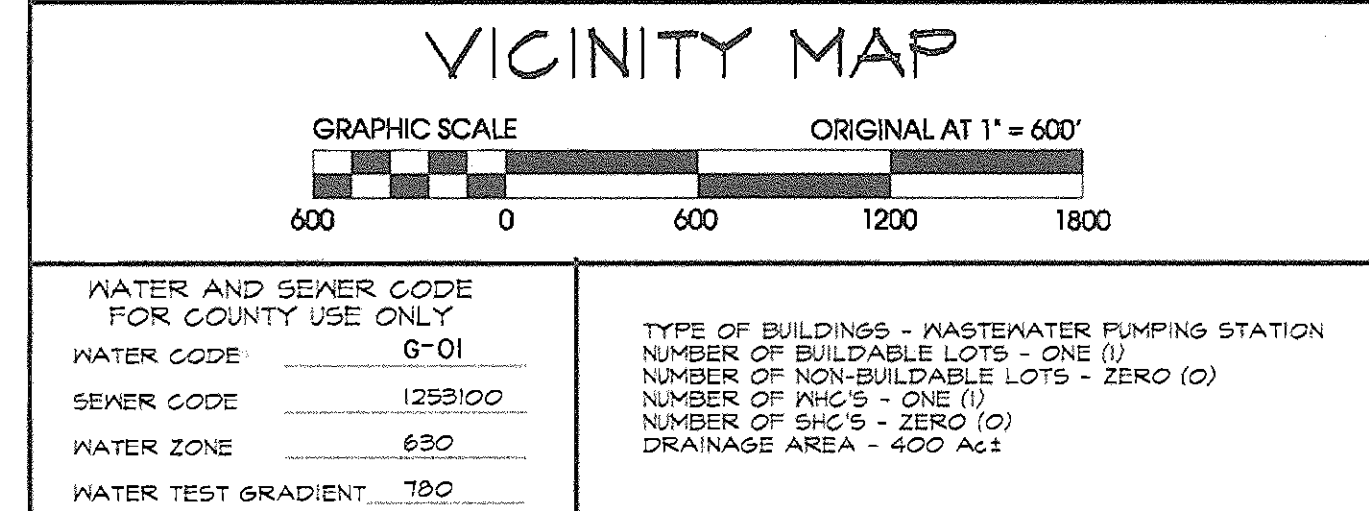 VICINITY MAP
GRAPHIC SCALE ORIGINAL AT 1" = 600'
600 0 600 1200 1800
WATER AND SEWER CODE
FOR COUNTY USE ONLY
WATER CODE G-01
SEWER CODE 1253100
WATER ZONE 630
WATER TEST GRADIENT 780
TYPE OF BUILDINGS - WASTEWATER PUMPING STATION
NUMBER OF BUILDABLE LOTS - ONE (1)
NUMBER OF NON-BUILDABLE LOTS - ZERO (0)
NUMBER OF WHC'S - ONE (1)
NUMBER OF SHC'S - ZERO (0)
DRAINAGE AREA - 400 Ac±